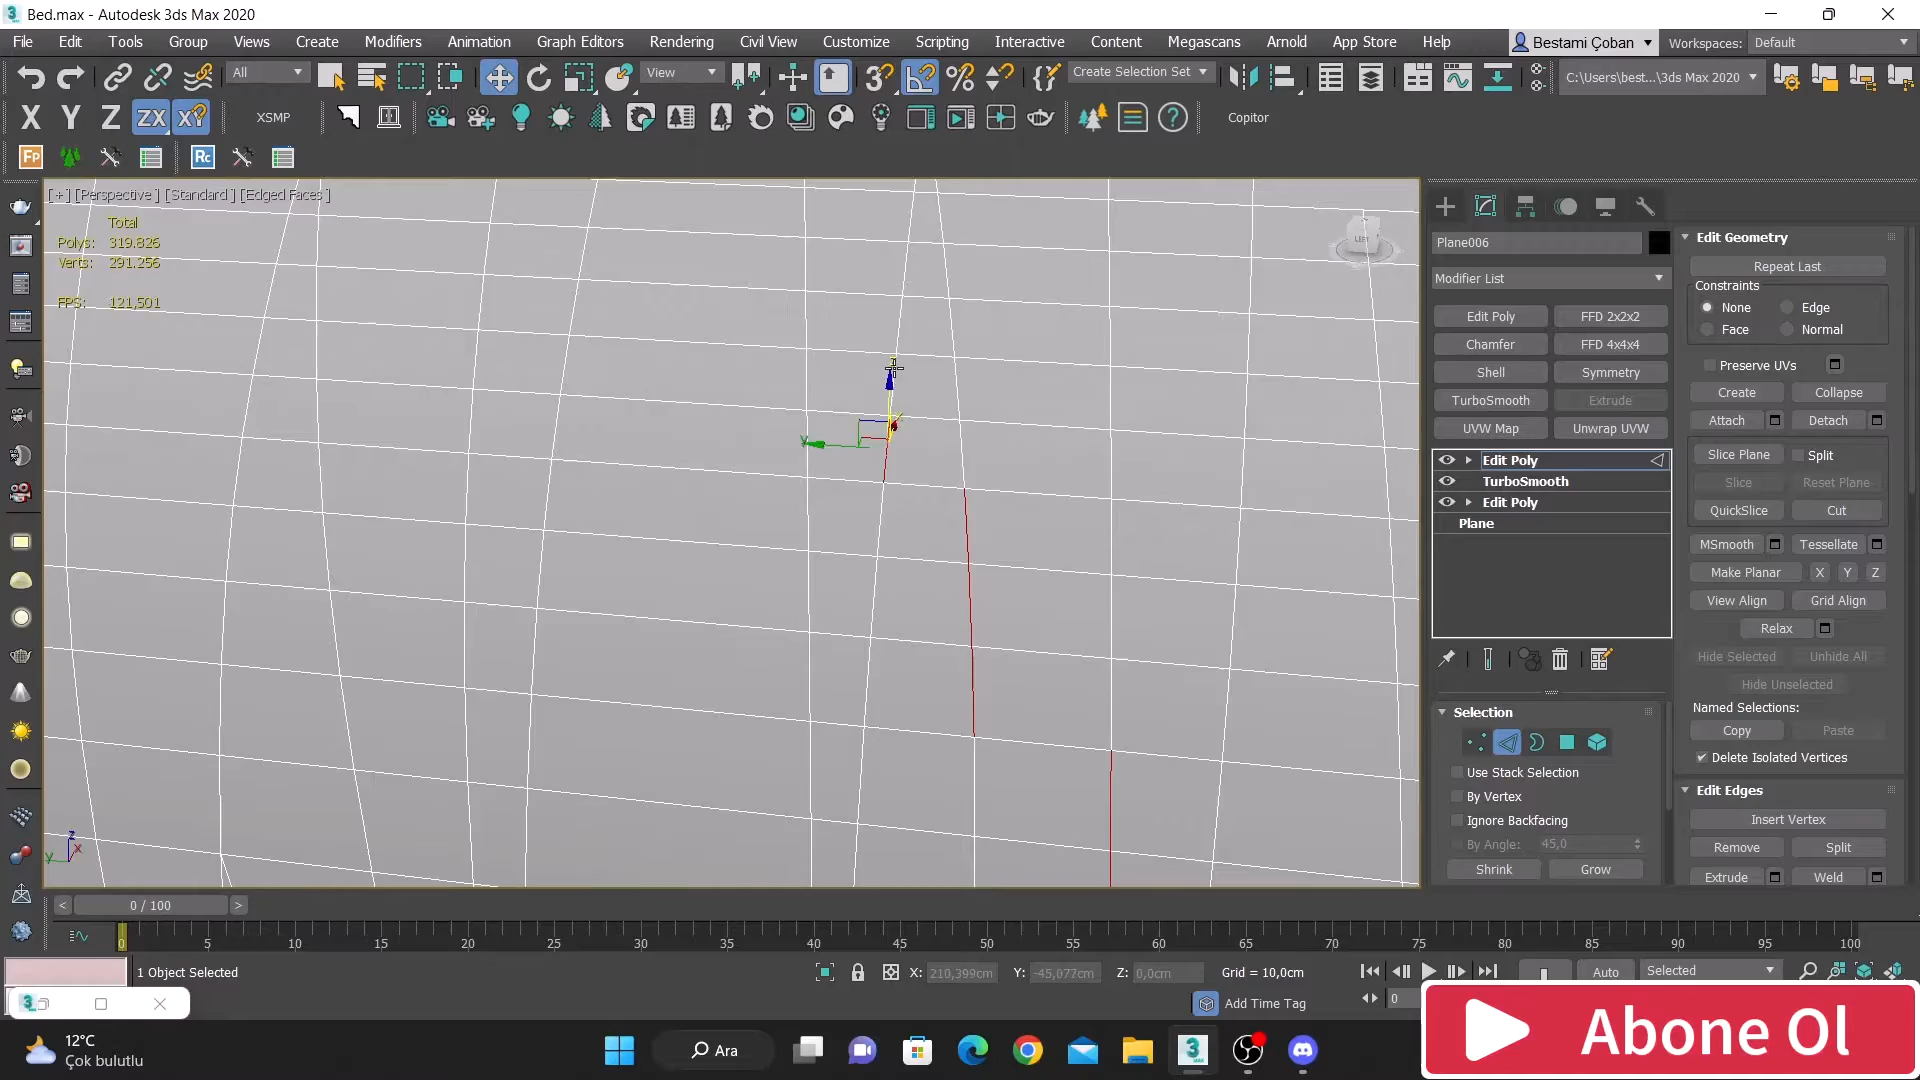 Bed.max - Autodesk 3ds Max 2020
File Edit Tools Group Views Create Modifiers Animation Graph Editors Rendering Civil View Customize Scripting Interactive Content Megascans Arnold App Store Help Bestami Çoban Workspaces: Default
All View Create Selection Set C:\Users\best...\3ds Max 2020
X Y Z ZX XY XSMP Copitor
Fp Rc
[ + ] [Perspective ] [Standard ] [Edged Faces ]
Total
Polys: 319.826
Verts: 291.256
FPS: 121,501
LEFT
z
y
x
z
y
x
Plane006
Modifier List
Edit Poly FFD 2x2x2
Chamfer FFD 4x4x4
Shell Symmetry
TurboSmooth Extrude
UVW Map Unwrap UVW
Edit Poly
TurboSmooth
Edit Poly
Plane
Selection
Use Stack Selection
By Vertex
Ignore Backfacing
By Angle: 45,0
Shrink Grow
Edit Geometry
Repeat Last
Constraints
None Edge
Face Normal
Preserve UVs
Create Collapse
Attach Detach
Slice Plane Split
Slice Reset Plane
QuickSlice Cut
MSmooth Tessellate
Make Planar X Y Z
View Align Grid Align
Relax
Hide Selected Unhide All
Hide Unselected
Named Selections:
Copy Paste
Delete Isolated Vertices
Edit Edges
Insert Vertex
Remove Split
Extrude Weld
< 0 / 100 >
0 5 10 15 20 25 30 35 40 45 50 55 60 65 70 75 80 85 90 95 100
1 Object Selected X: 210,399cm Y: -45,077cm Z: 0,0cm Grid = 10,0cm Auto Selected
Add Time Tag 0
Abone Ol
12°C
Çok bulutlu
Ara